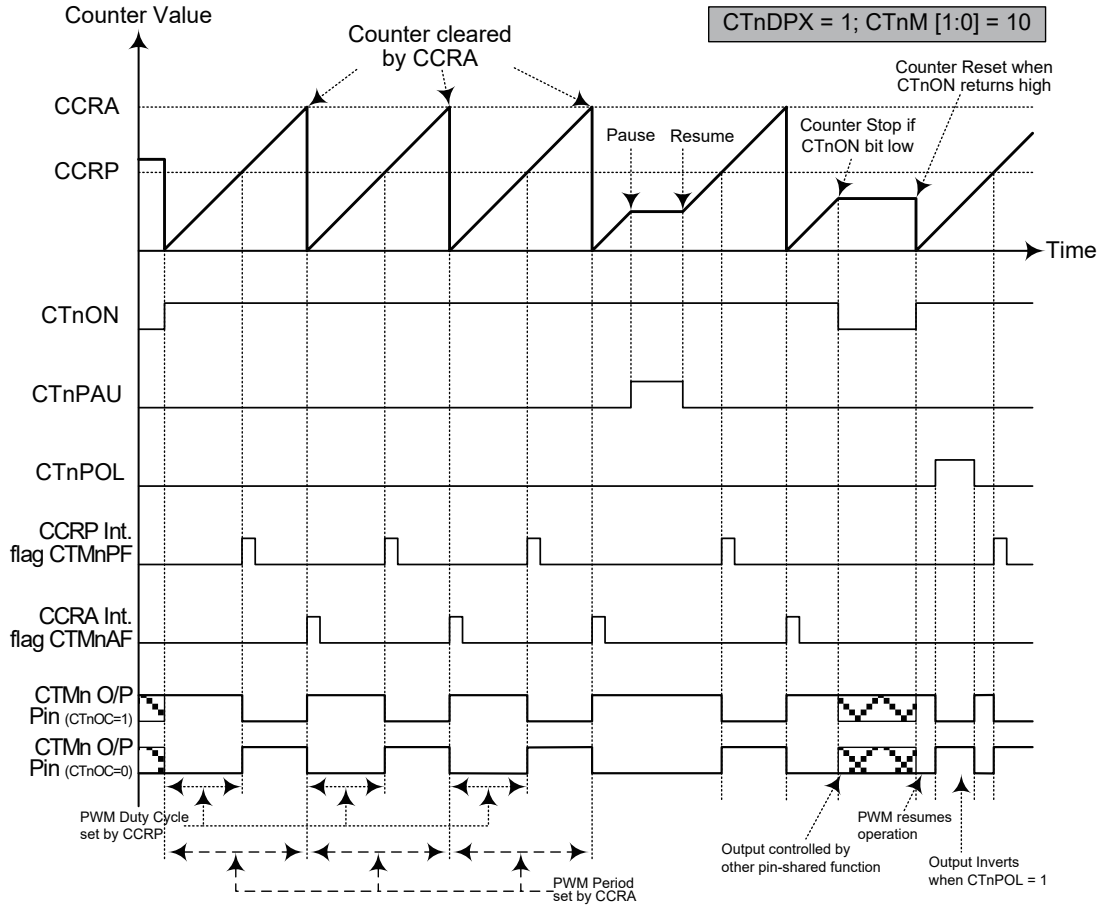 Counter Value
CTnDPX = 1; CTnM [1:0] = 10
Counter cleared
by CCRA
Counter Reset when
CTnON returns high
CCRA
Pause
Resume
Counter Stop if
CTnON bit low
CCRP
Time
CTnON
CTnPAU
CTnPOL
CCRP Int.
flag CTMnPF
CCRA Int.
flag CTMnAF
CTMn O/P
Pin (CTnOC=1)
CTMn O/P
Pin (CTnOC=0)
PWM Duty Cycle
set by CCRP
PWM resumes
operation
Output controlled by
other pin-shared function
Output Inverts
when CTnPOL = 1
PWM Period
set by CCRA